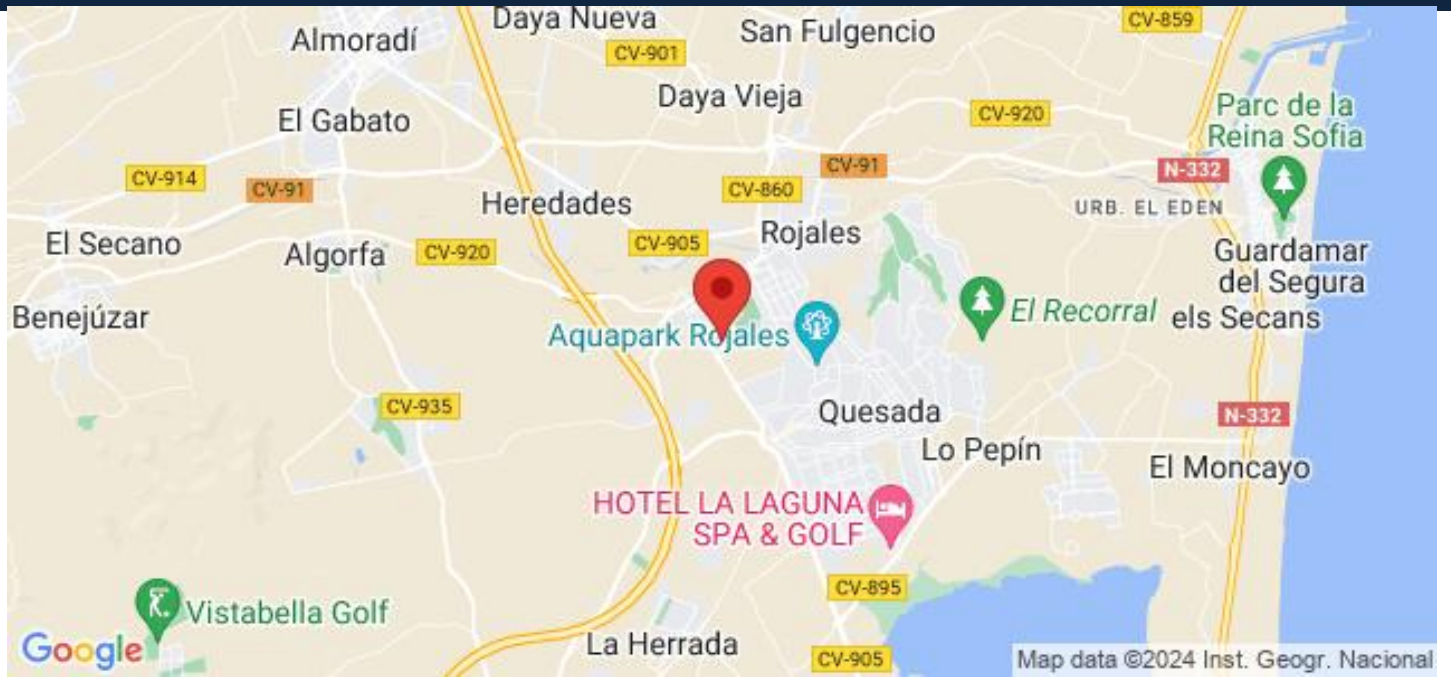 Daya Nueva
CV-859
Almoradí
San Fulgencio
CV-901
Daya Vieja
Parc de la
Reina Sofia
El Gabato
CV-920
CV-914
CV-91
CV-91
N-332
CV-860
Heredades
URB. EL EDEN
El Secano
Algorfa
CV-920
CV-905
Rojales
Guardamar
del Segura
Benejúzar
Aquapark Rojales
El Recorral
els Secans
CV-935
Quesada
N-332
Lo Pepín
El Moncayo
HOTEL LA LAGUNA
SPA & GOLF
CV-895
Vistabella Golf
La Herrada
CV-905
Google
Map data ©2024 Inst. Geogr. Nacional